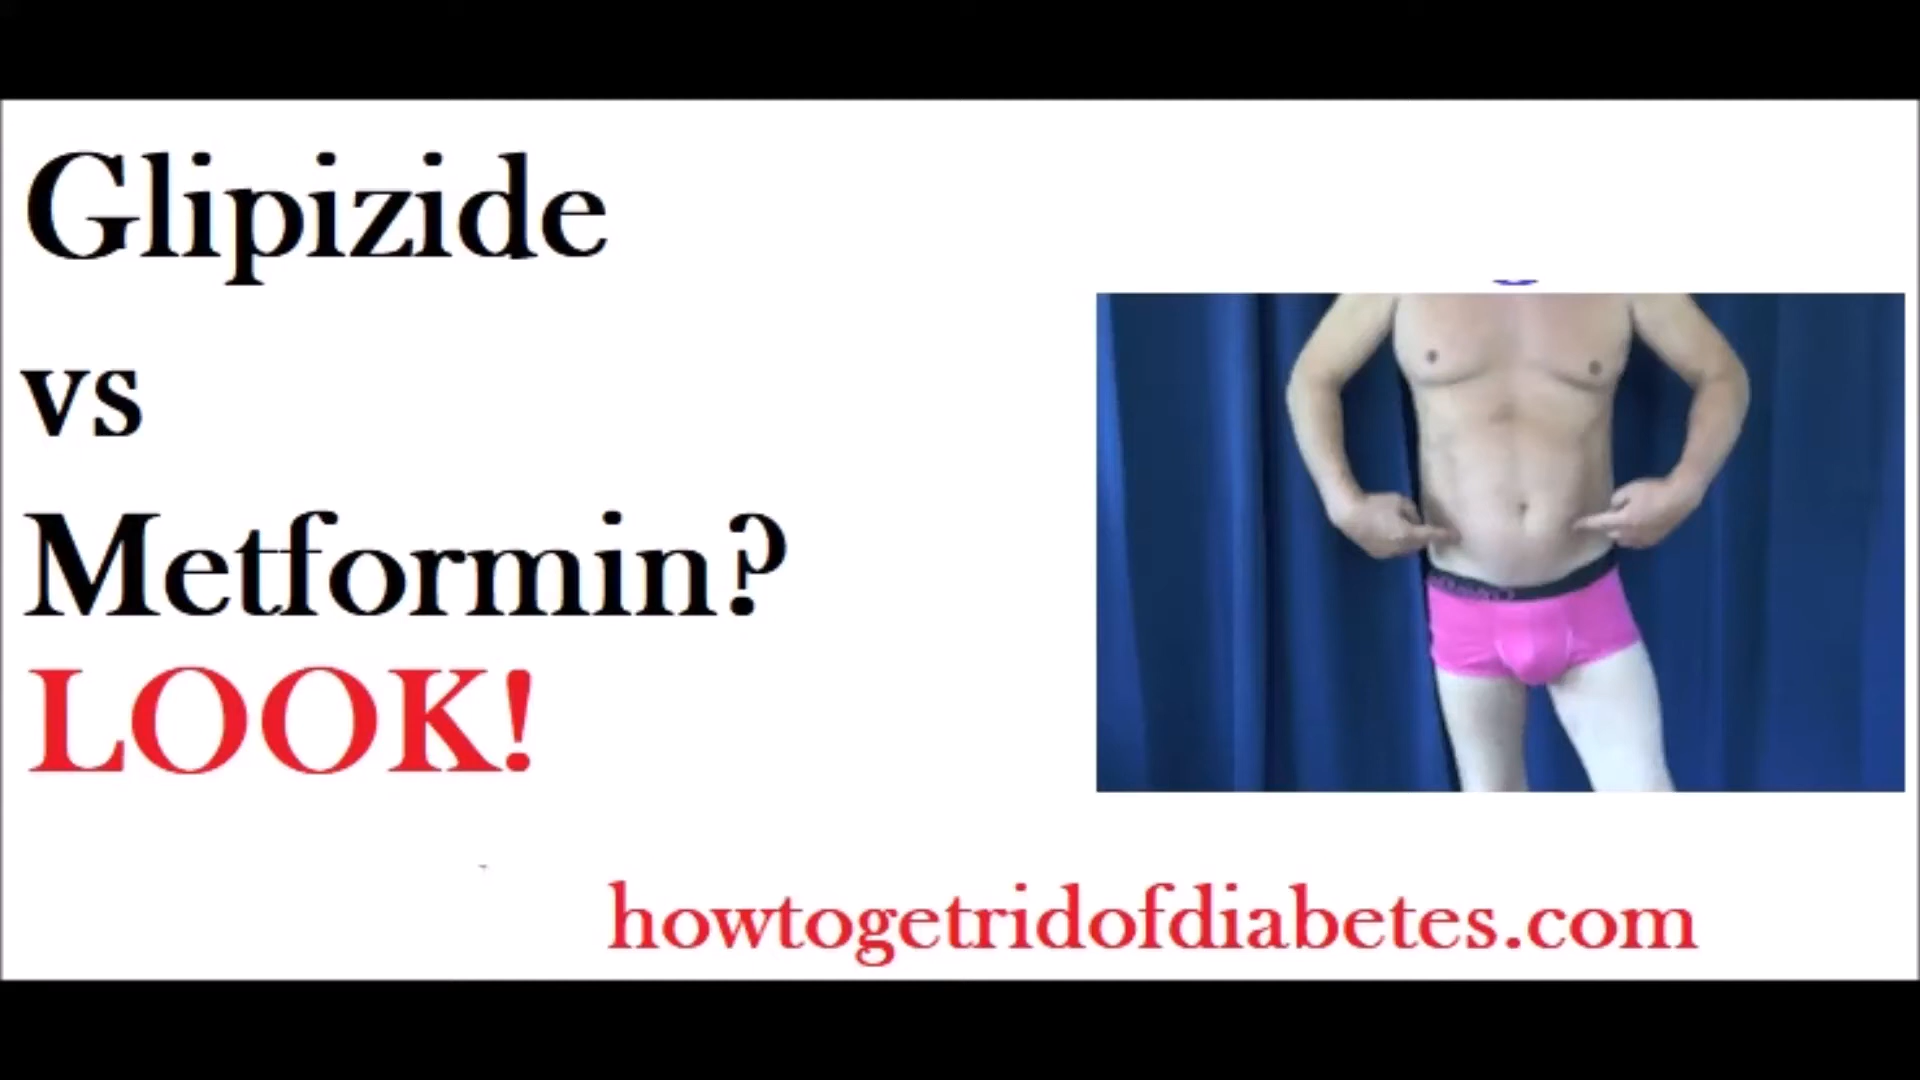 Glipizide
vs
Metformin?
LOOK!
howtogetridofdiabetes.com